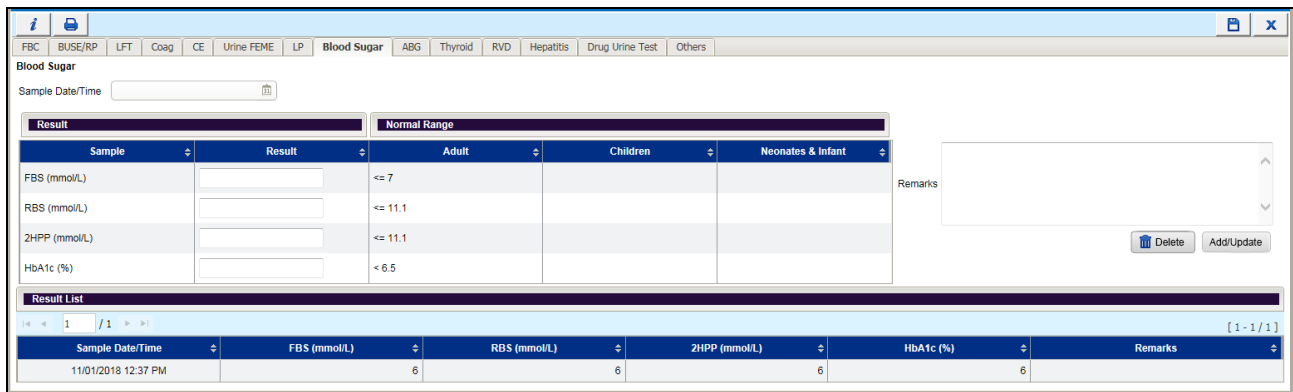 i X
FBC BUSE/RP LFT Coag CE Urine FEME LP Blood Sugar ABG Thyroid RVD Hepatitis Drug Urine Test Others
Blood Sugar
Sample Date/Time
Result Normal Range
Sample Result Adult Children Neonates & Infant
FBS (mmol/L) <= 7
Remarks
RBS (mmol/L) <= 11.1
2HPP (mmol/L) <= 11.1
Delete Add/Update
HbA1c (%) < 6.5
Result List
1 / 1 [ 1 - 1 / 1 ]
Sample Date/Time FBS (mmol/L) RBS (mmol/L) 2HPP (mmol/L) HbA1c (%) Remarks
11/01/2018 12:37 PM 6 6 6 6